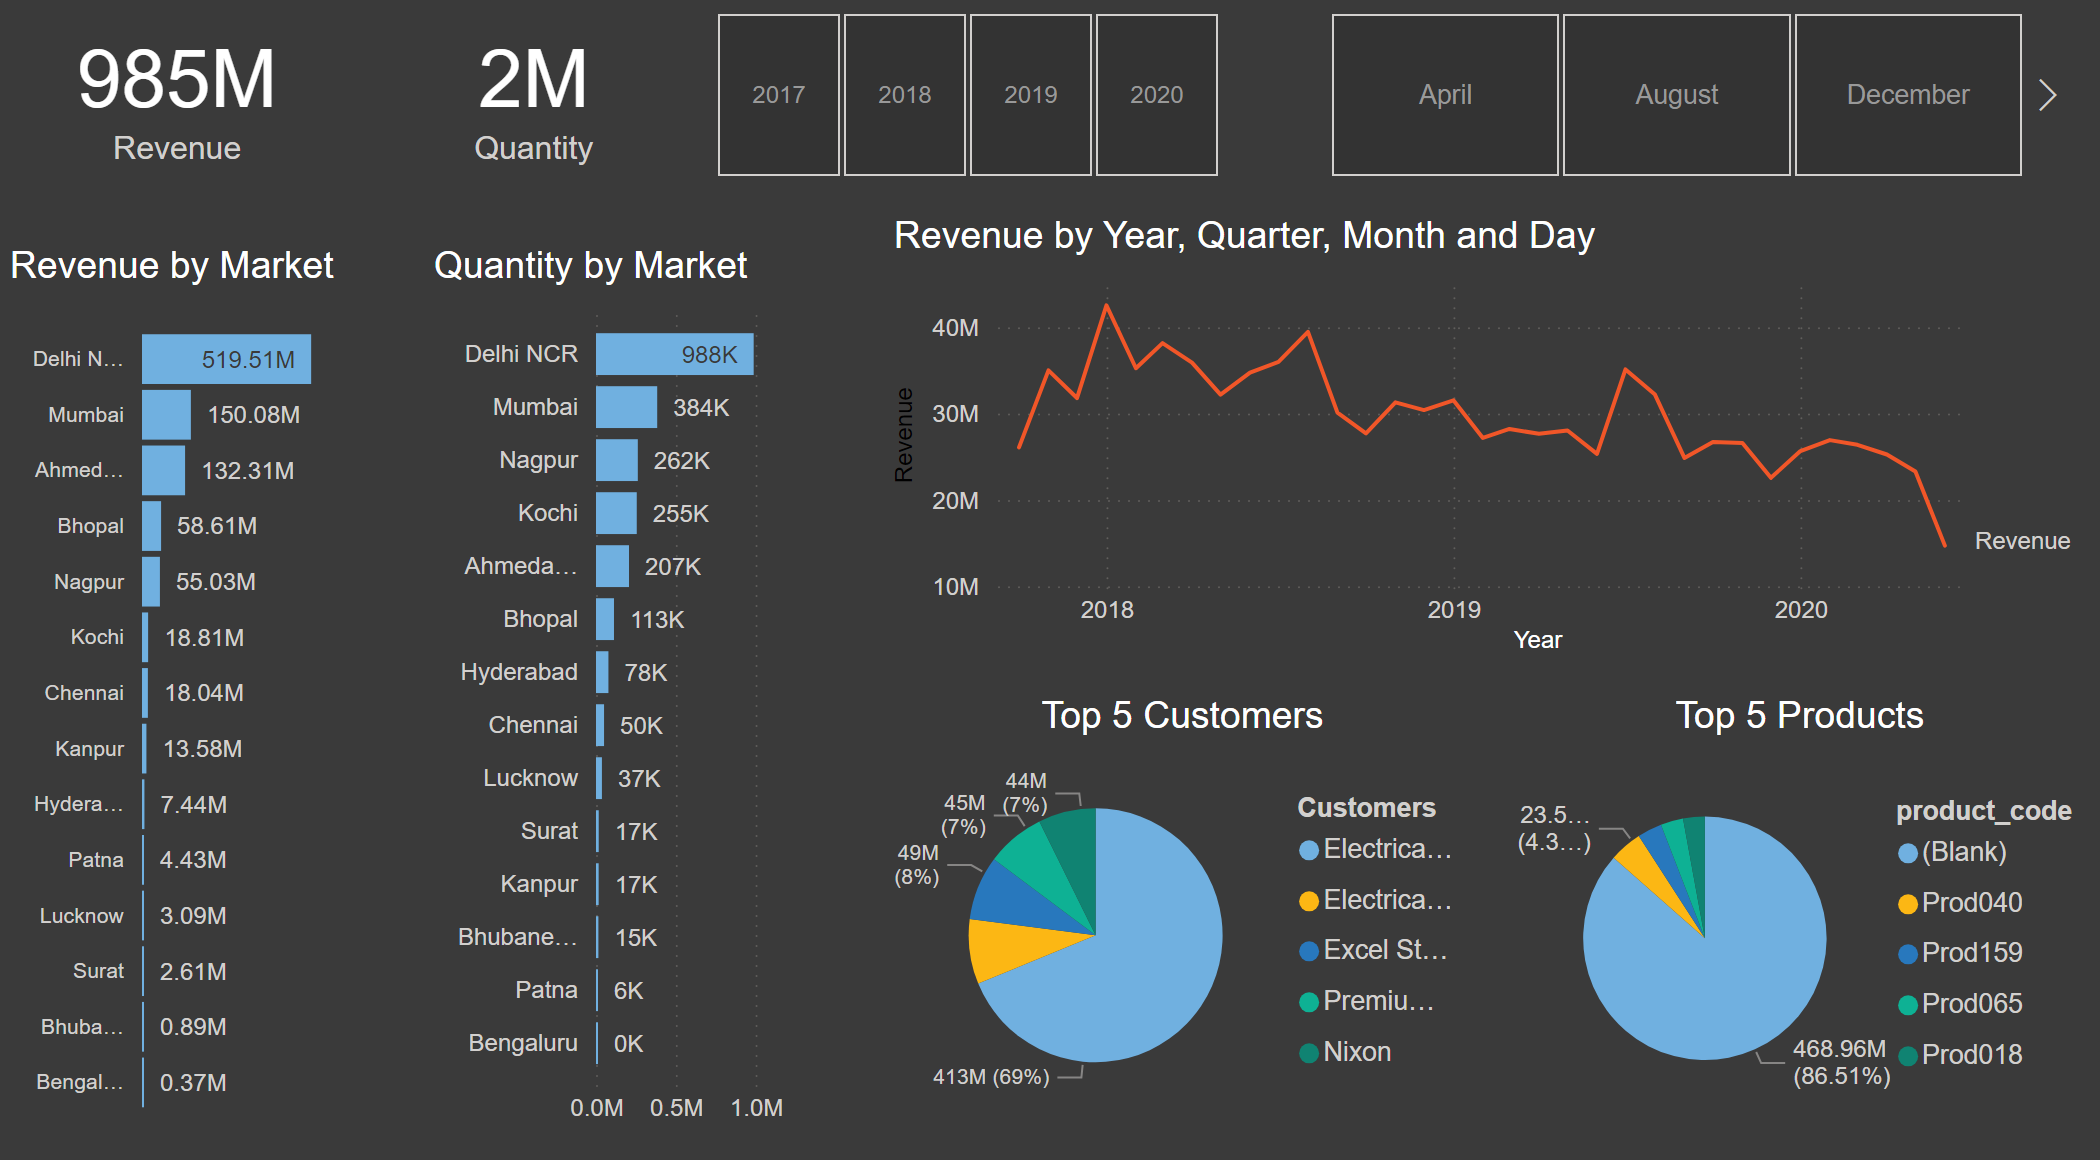 985M
Revenue
2M
Quantity
2017
2018
2019
2020
April
August
December
Revenue by Market
Delhi N…
519.51M
Mumbai
150.08M
Ahmed…
132.31M
Bhopal
58.61M
Nagpur
55.03M
Kochi
18.81M
Chennai
18.04M
Kanpur
13.58M
Hydera…
7.44M
Patna
4.43M
Lucknow
3.09M
Surat
2.61M
Bhuba…
0.89M
Bengal…
0.37M
Quantity by Market
Delhi NCR
988K
Mumbai
384K
Nagpur
262K
Kochi
255K
Ahmeda…
207K
Bhopal
113K
Hyderabad
78K
Chennai
50K
Lucknow
37K
Surat
17K
Kanpur
17K
Bhubane…
15K
Patna
6K
Bengaluru
0K
0.0M
0.5M
1.0M
Revenue by Year, Quarter, Month and Day
Revenue
40M
30M
20M
10M
2018
2019
2020
Year
Revenue
Top 5 Customers
44M
(7%)
45M
(7%)
49M
(8%)
413M (69%)
Customers
Electrica…
Electrica…
Excel St…
Premiu…
Nixon
Top 5 Products
23.5…
(4.3…)
468.96M
(86.51%)
product_code
(Blank)
Prod040
Prod159
Prod065
Prod018